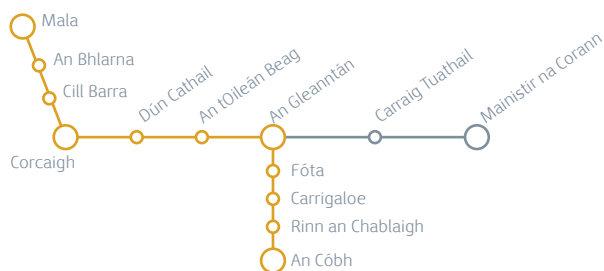 Mala
An Bhlarna
Cill Barra
Corcaigh
Dún Cathail
An tOileán Beag
An Gleanntán
Carraig Tuathail
Mainistir na Corann
Fóta
Carrigaloe
Rinn an Chablaigh
An Cóbh